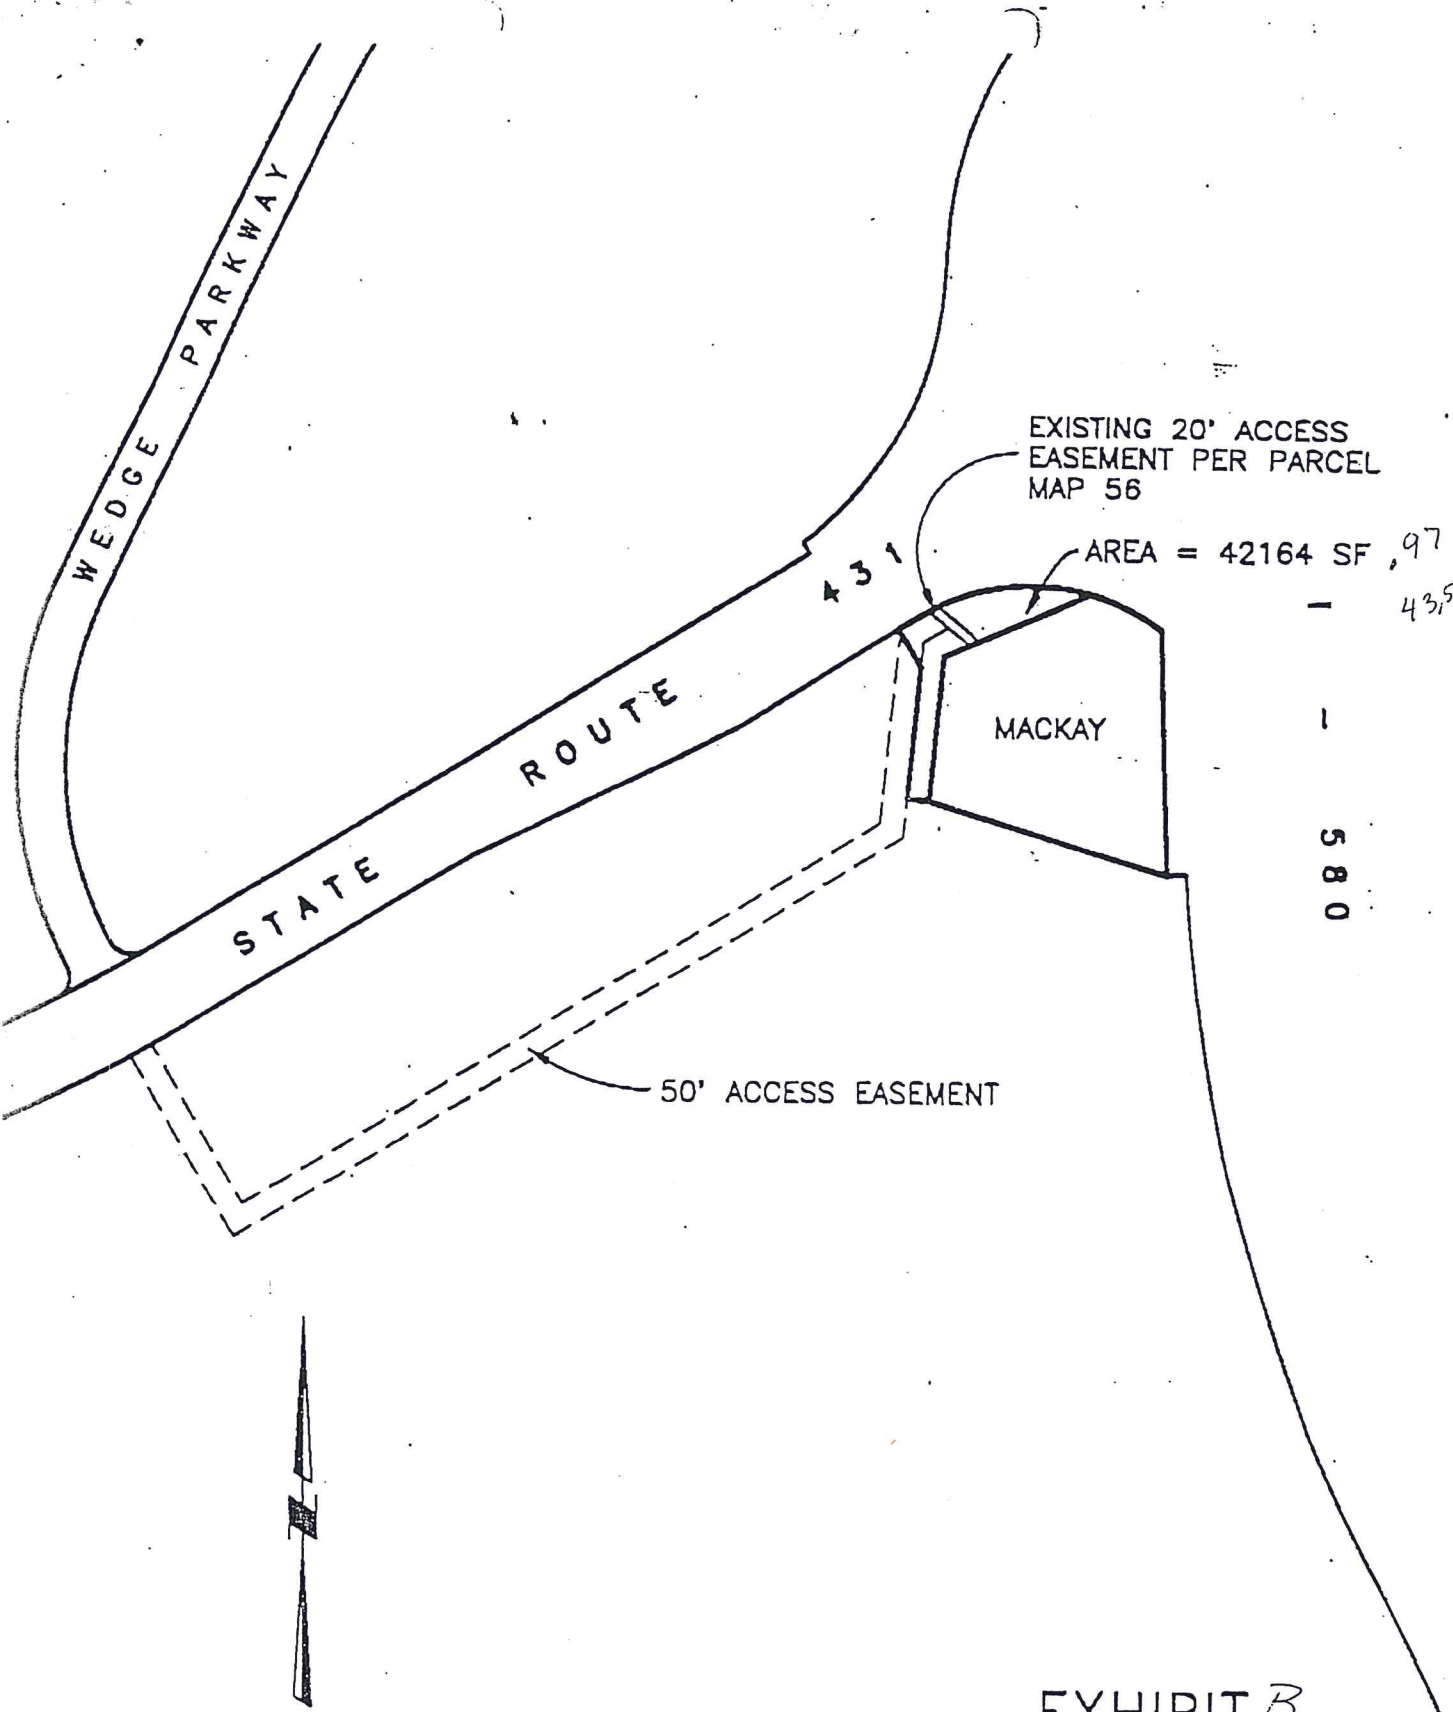 WEDGE PARKWAY
EXISTING 20' ACCESS
EASEMENT PER PARCEL
MAP 56
AREA = 42164 SF .97
43,5
STATE ROUTE 431
MACKAY
I - 580
50' ACCESS EASEMENT
EXHIBIT B